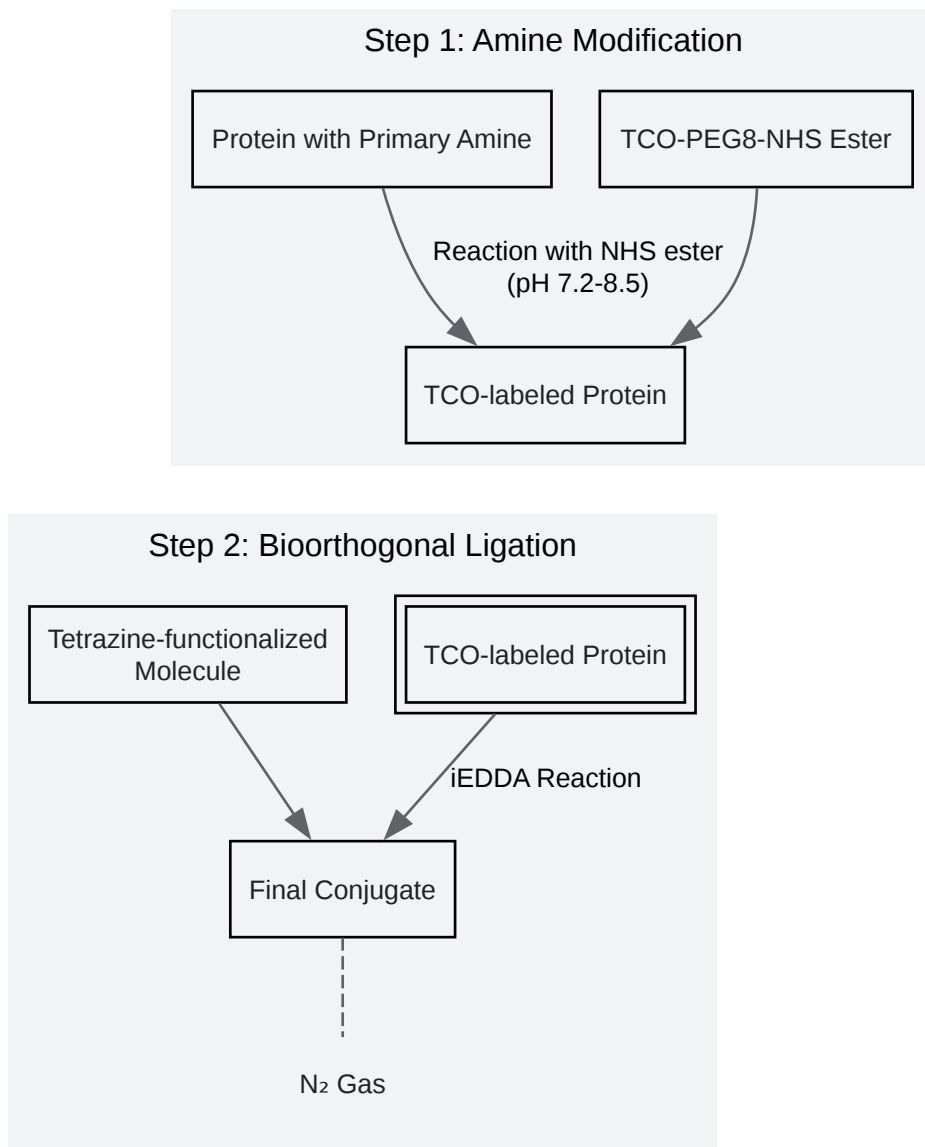 Step 1: Amine Modification
Protein with Primary Amine
TCO-PEG8-NHS Ester
Reaction with NHS ester
(pH 7.2-8.5)
TCO-labeled Protein
Step 2: Bioorthogonal Ligation
Tetrazine-functionalized
Molecule
TCO-labeled Protein
iEDDA Reaction
Final Conjugate
N₂ Gas